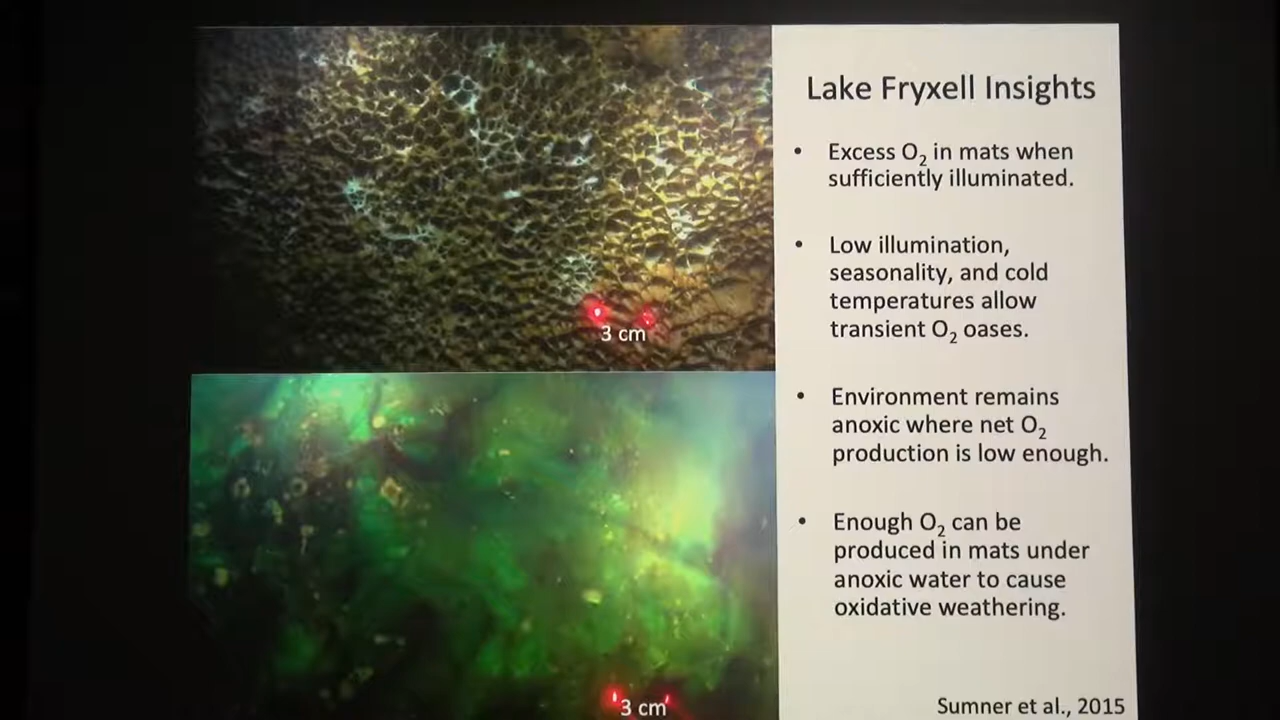 Lake Fryxell Insights
• Excess O₂ in mats when
sufficiently illuminated.
• Low illumination,
seasonality, and cold
temperatures allow
transient O₂ oases.
• Environment remains
anoxic where net O₂
production is low enough.
• Enough O₂ can be
produced in mats under
anoxic water to cause
oxidative weathering.
Sumner et al., 2015
3 cm
3 cm